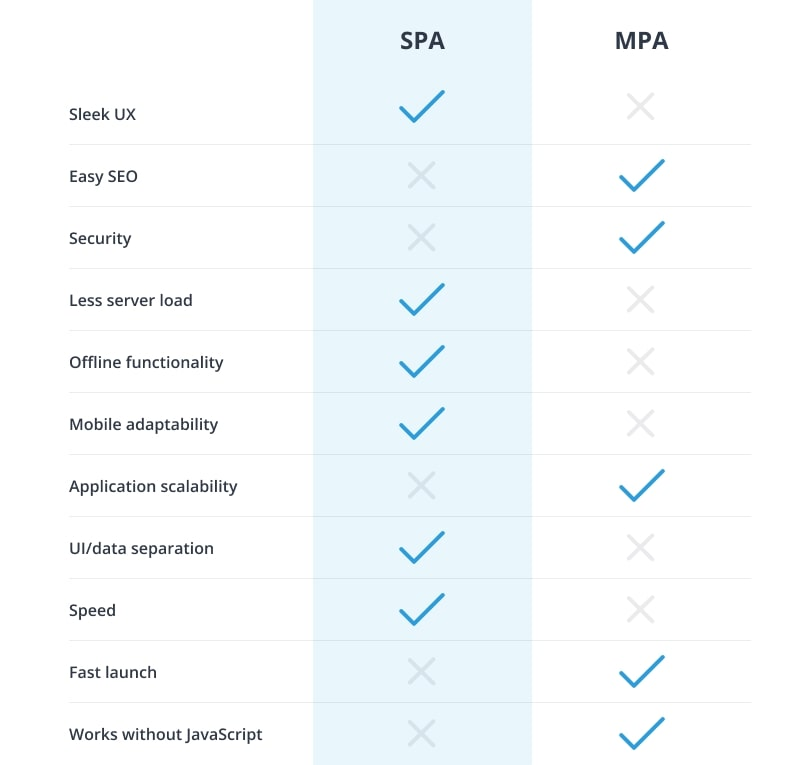 SPA MPA
Sleek UX
Easy SEO
Security
Less server load
Offline functionality
Mobile adaptability
Application scalability
UI/data separation
Speed
Fast launch
Works without JavaScript